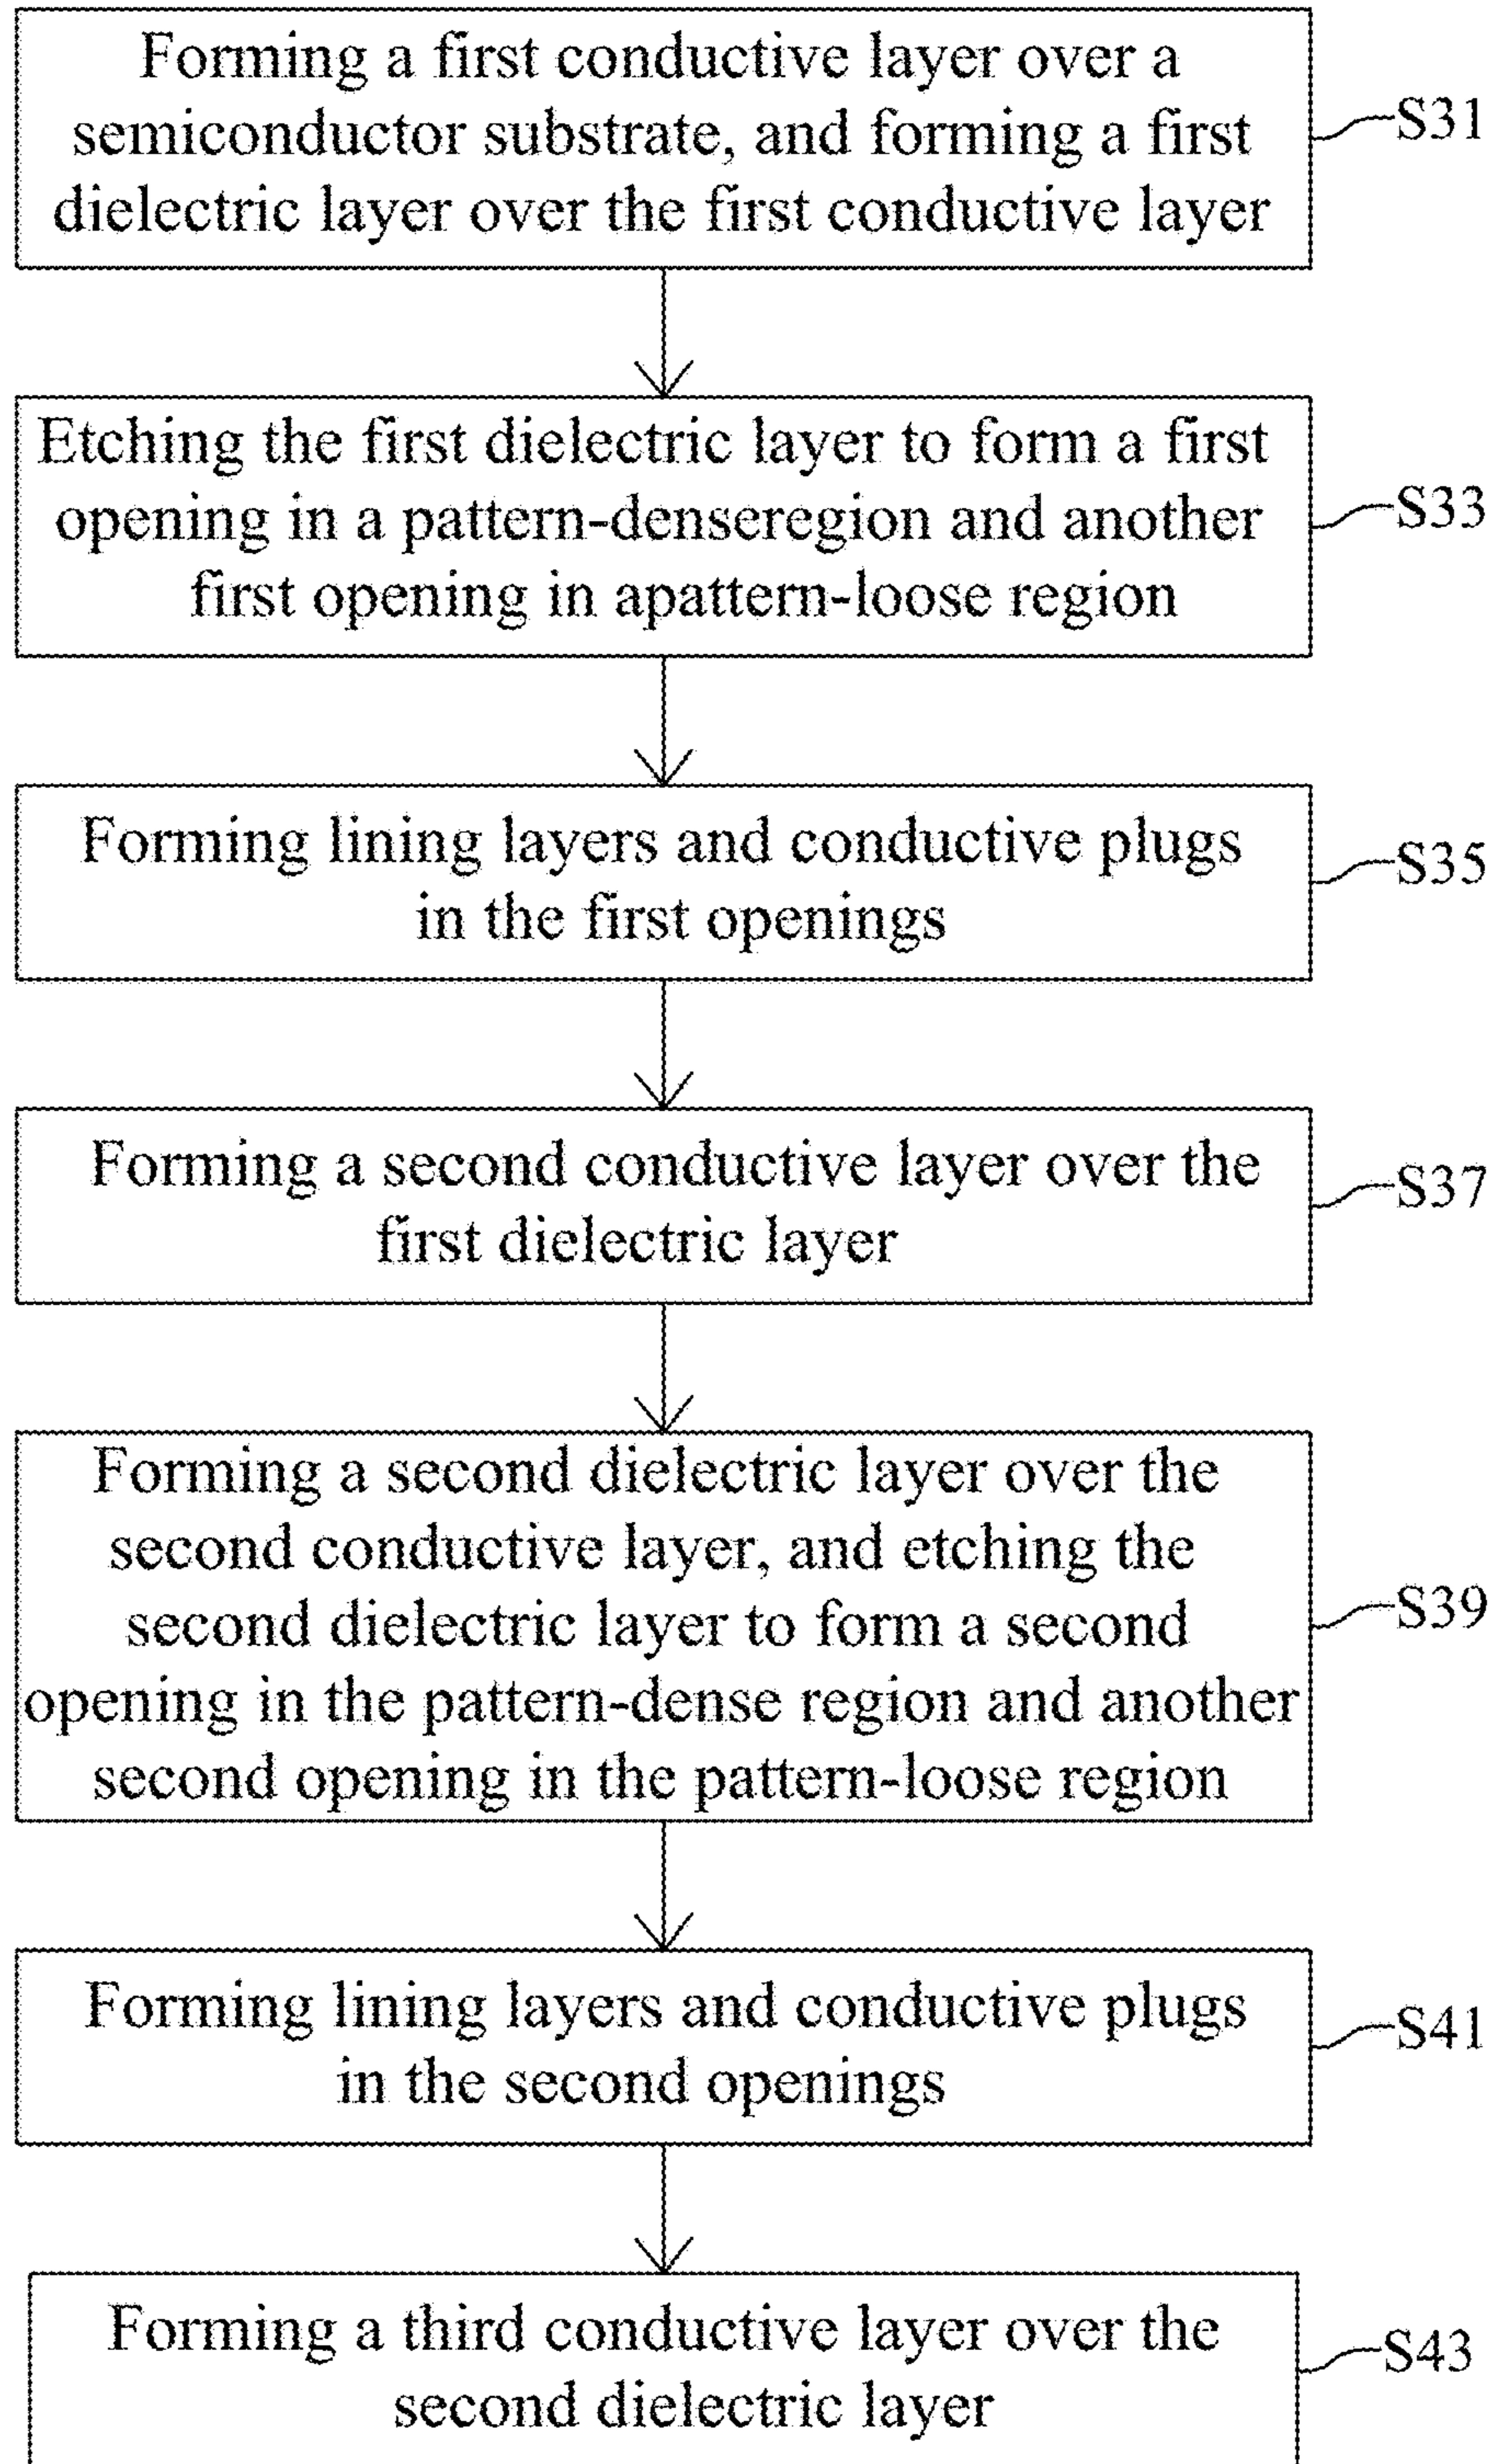 Forming a first conductive layer over a
semiconductor substrate, and forming a first
dielectric layer over the first conductive layer
S31
Etching the first dielectric layer to form a first
opening in a pattern-denseregion and another
first opening in apattern-loose region
S33
Forming lining layers and conductive plugs
in the first openings
S35
Forming a second conductive layer over the
first dielectric layer
S37
Forming a second dielectric layer over the
second conductive layer, and etching the
second dielectric layer to form a second
opening in the pattern-dense region and another
second opening in the pattern-loose region
S39
Forming lining layers and conductive plugs
in the second openings
S41
Forming a third conductive layer over the
second dielectric layer
S43